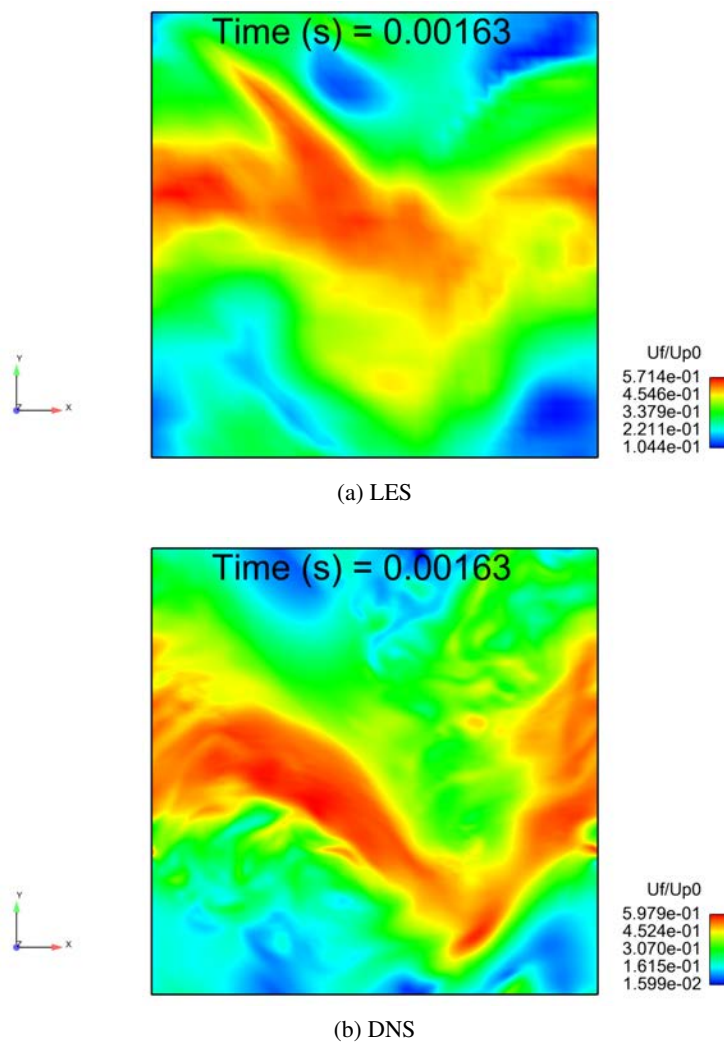 Time (s) = 0.00163
Y
X
Z
Uf/Up0
5.714e-01
4.546e-01
3.379e-01
2.211e-01
1.044e-01
(a) LES
Time (s) = 0.00163
Y
X
Z
Uf/Up0
5.979e-01
4.524e-01
3.070e-01
1.615e-01
1.599e-02
(b) DNS